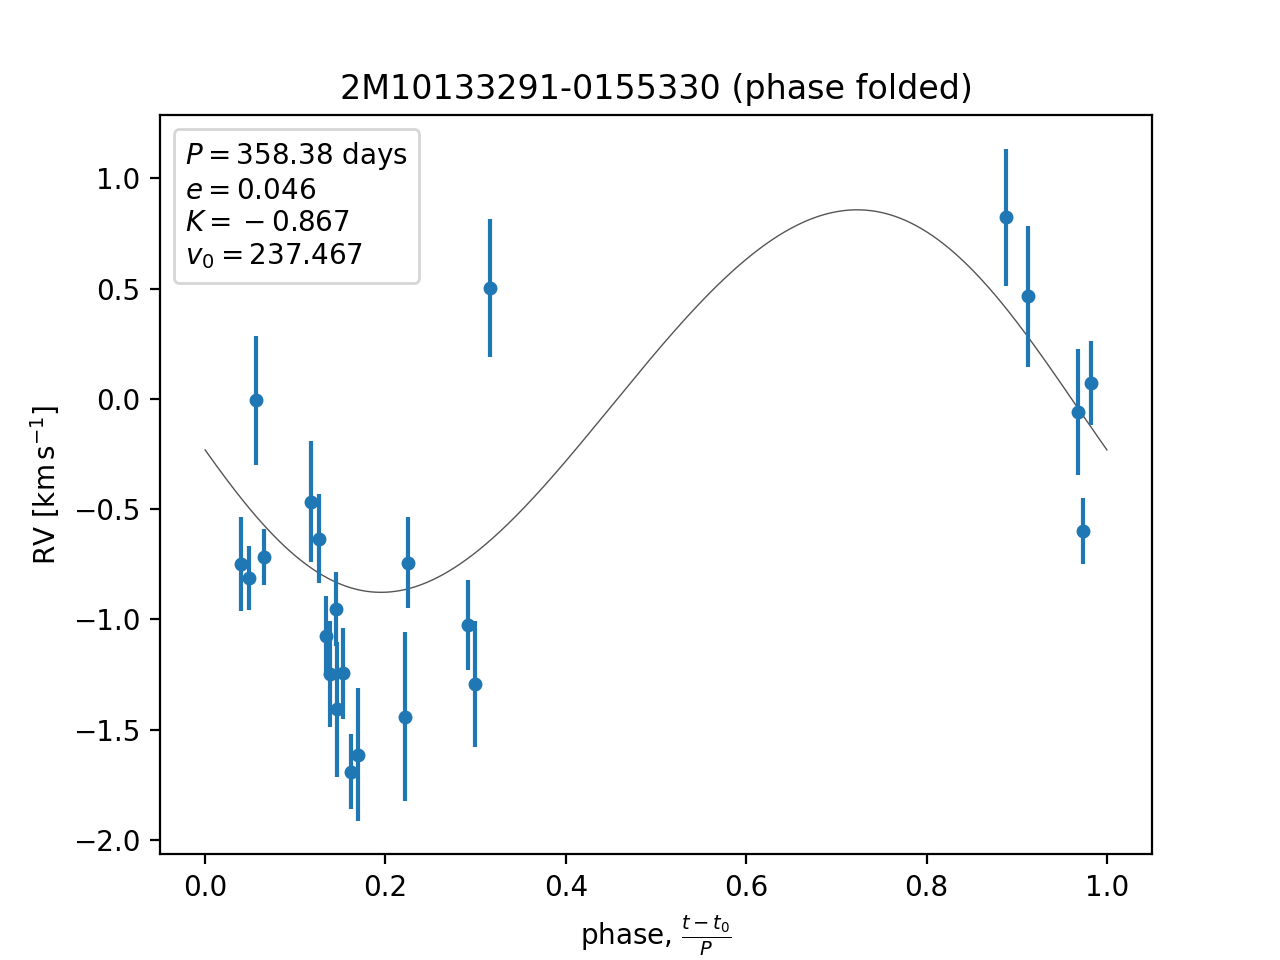 2M10133291-0155330 (phase folded)
P = 358.38 days
e = 0.046
K = −0.867
v₀ = 237.467
1.0
0.5
0.0
−0.5
−1.0
−1.5
−2.0
RV [km s⁻¹]
0.0 0.2 0.4 0.6 0.8 1.0
phase, (t − t₀)/P